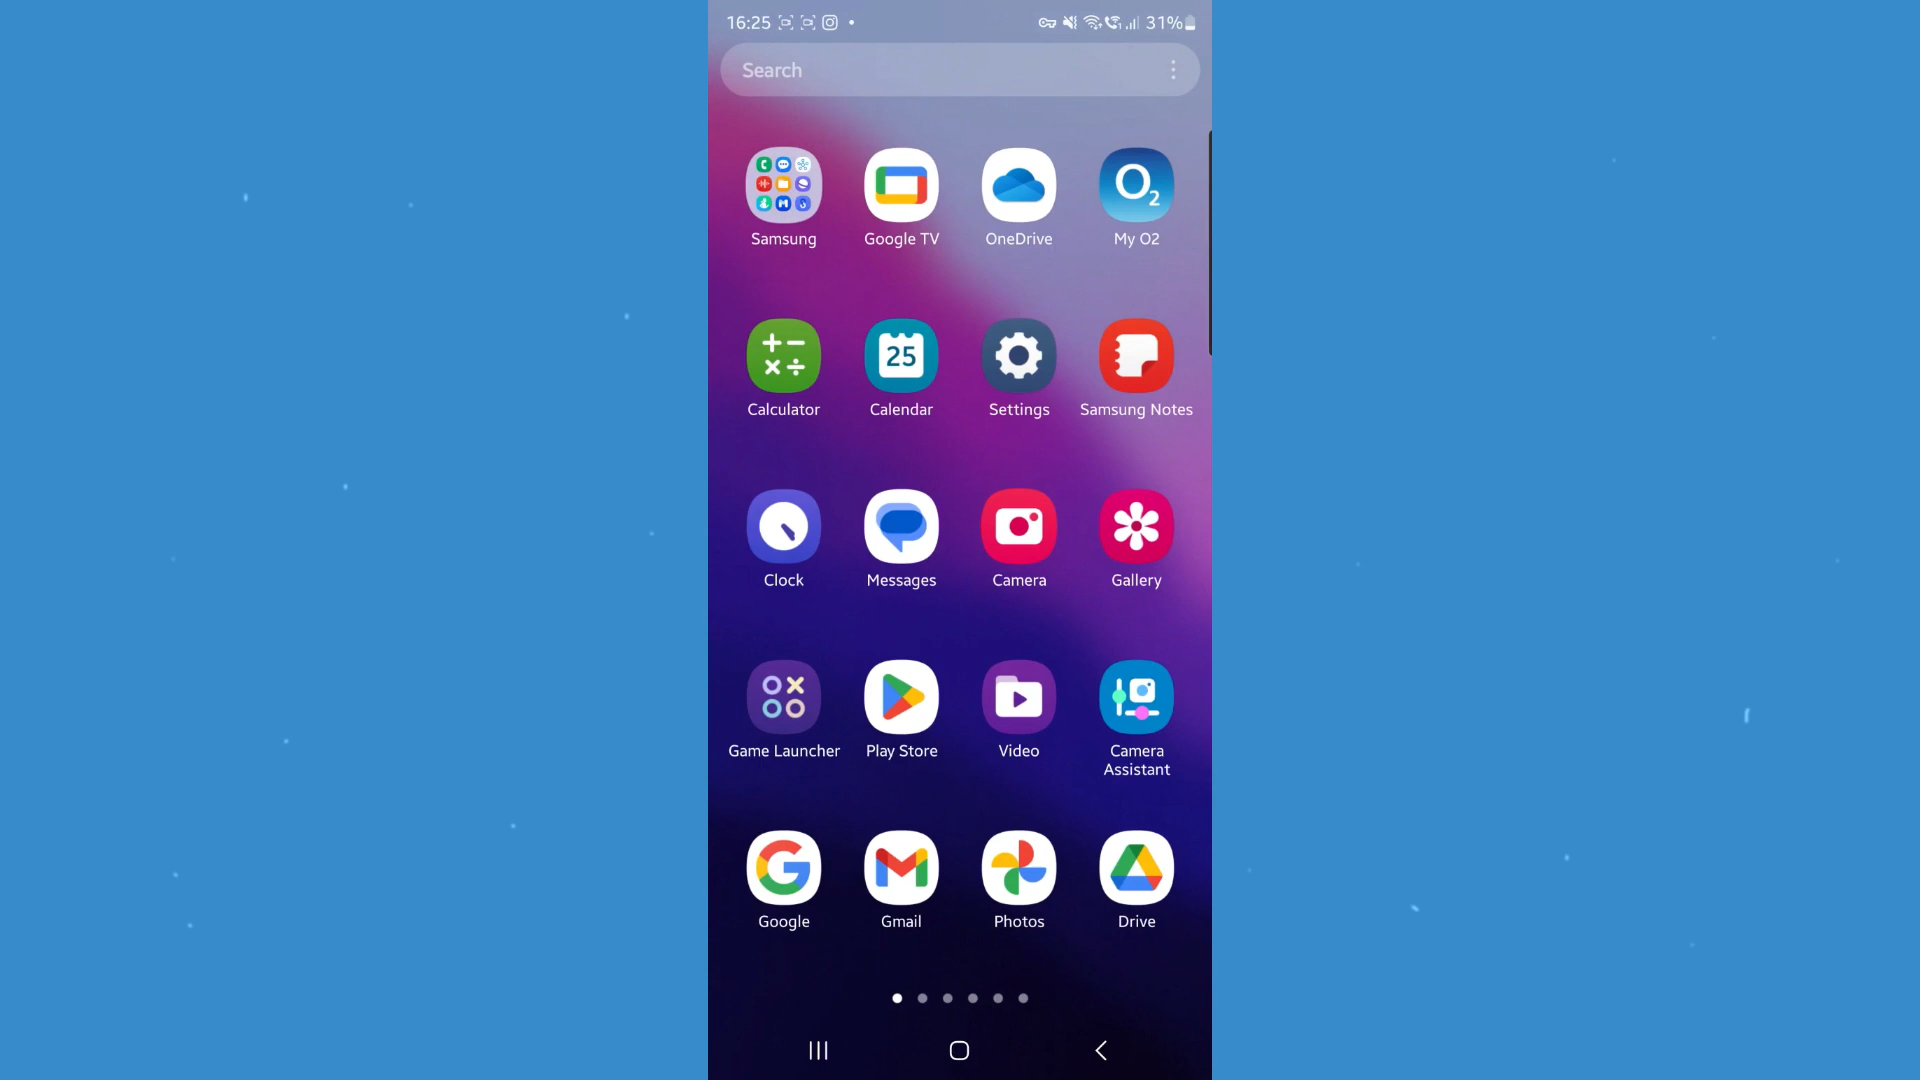 16:25
31%
Search
Samsung
Google TV
OneDrive
O2
My O2
Calculator
25
Calendar
Settings
Samsung Notes
Clock
Messages
Camera
Gallery
Game Launcher
Play Store
Video
Camera
Assistant
Google
Gmail
Photos
Drive